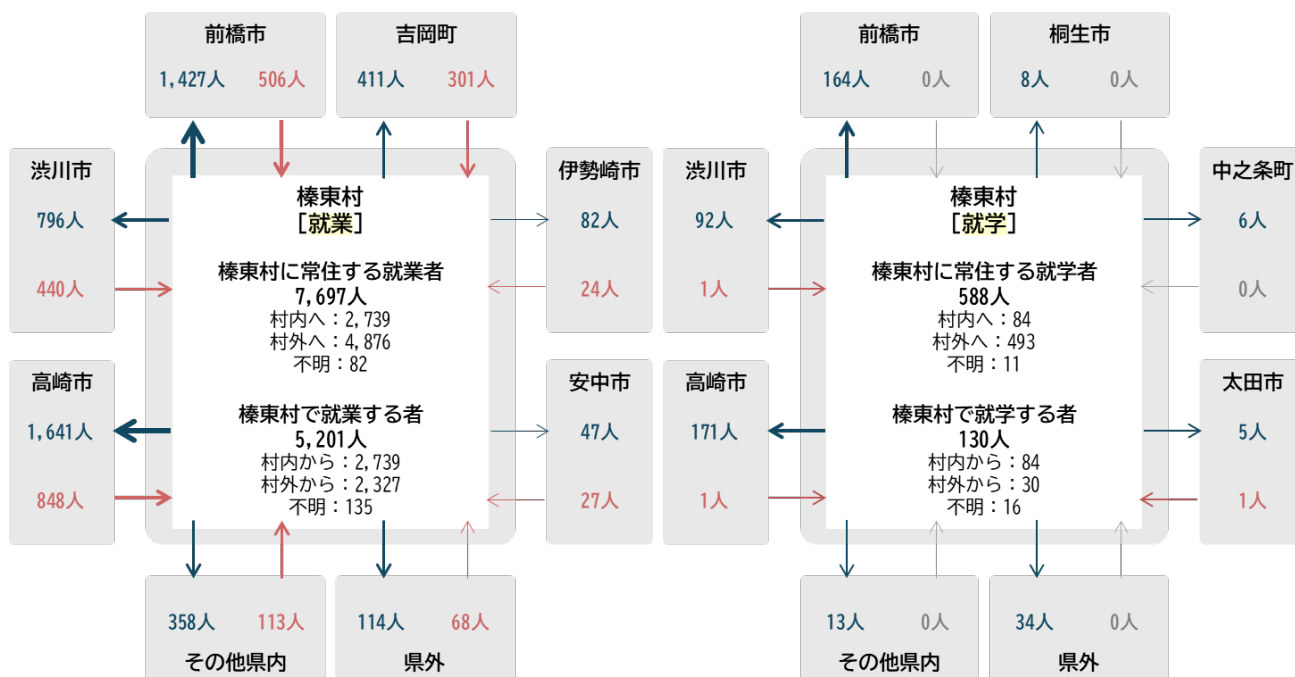 前橋市
1,427人 506人
吉岡町
411人 301人
渋川市
796人
440人
高崎市
1,641人
848人
榛東村
[就業]
榛東村に常住する就業者
7,697人
村内へ：2,739
村外へ：4,876
不明：82
榛東村で就業する者
5,201人
村内から：2,739
村外から：2,327
不明：135
伊勢崎市
82人
24人
安中市
47人
27人
358人 113人
その他県内
114人 68人
県外
前橋市
164人 0人
桐生市
8人 0人
渋川市
92人
1人
高崎市
171人
1人
榛東村
[就学]
榛東村に常住する就学者
588人
村内へ：84
村外へ：493
不明：11
榛東村で就学する者
130人
村内から：84
村外から：30
不明：16
中之条町
6人
0人
太田市
5人
1人
13人 0人
その他県内
34人 0人
県外